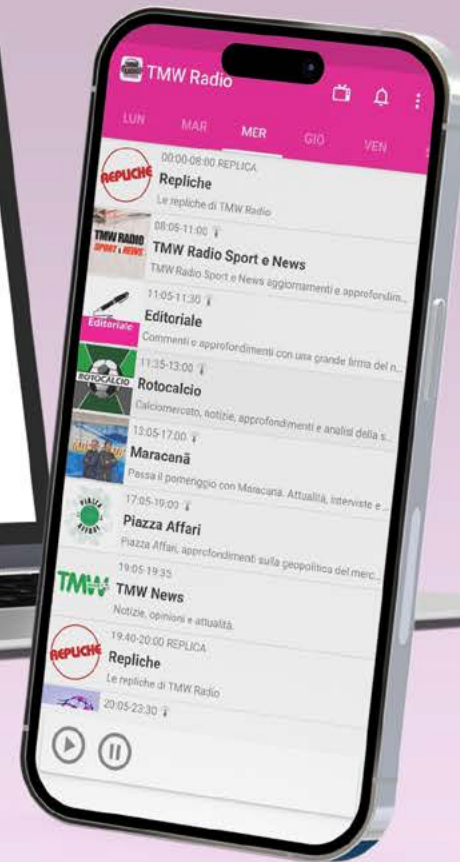 TMW Radio
LUN MAR MER GIO VEN
00:00-08:00 REPLICA
REPLICHE
Repliche
Le repliche di TMW Radio
08:05-11:00
TMW RADIO
SPORT & NEWS
TMW Radio Sport e News
TMW Radio Sport e News aggiornamenti e approfondim...
11:05-11:30
Editoriale
Editoriale
Commenti e approfondimenti con una grande firma del n...
11:35-13:00
ROTOCALCIO
Rotocalcio
Calciomercato, notizie, approfondimenti e analisi della s...
13:05-17:00
Maracanã
Passa il pomeriggio con Maracana. Attualità, interviste e ...
17:05-19:00
PIAZZA
AFFARI
Piazza Affari
Piazza Affari, approfondimenti sulla geopolitica del merc...
19:05-19:35
TMW
TMW News
Notizie, opinioni e attualità.
19:40-20:00 REPLICA
REPLICHE
Repliche
Le repliche di TMW Radio
20:05-23:30